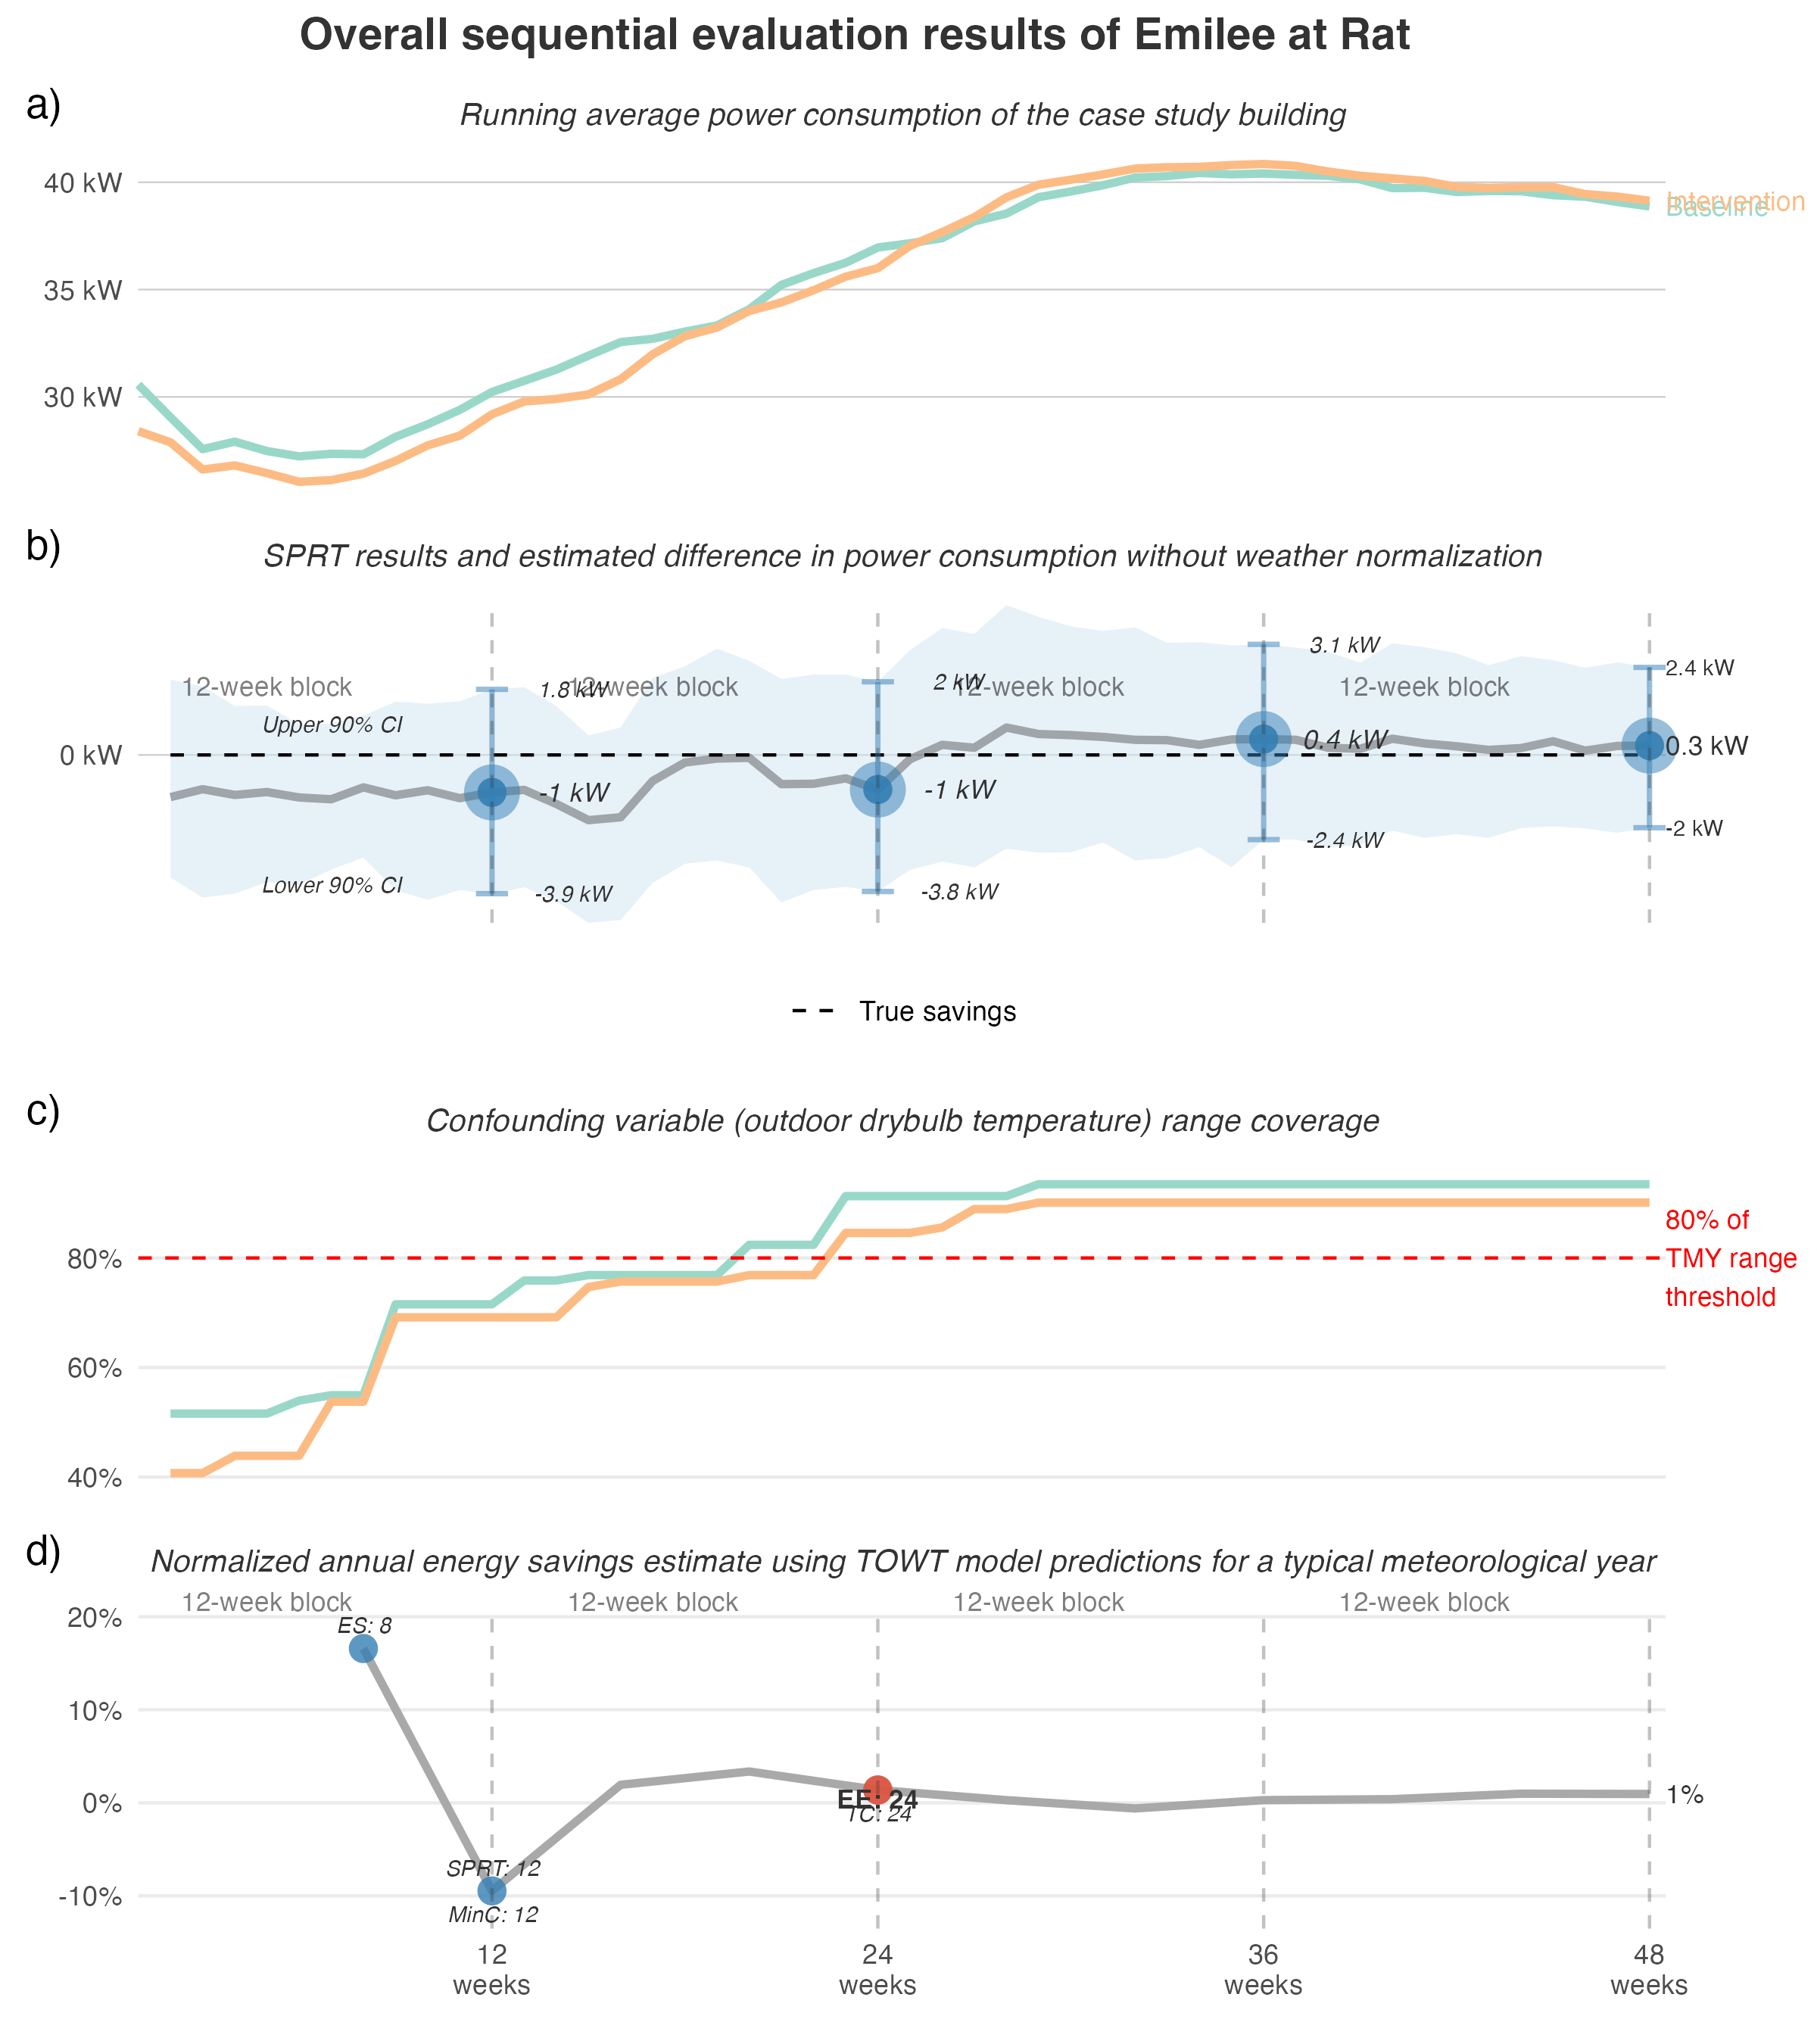 Overall sequential evaluation results of Emilee at Rat
a)
Running average power consumption of the case study building
40 kW
35 kW
30 kW
Intervention
Baseline
b)
SPRT results and estimated difference in power consumption without weather normalization
12-week block
12-week block
12-week block
12-week block
Upper 90% CI
Lower 90% CI
0 kW
1.8 kW
-1 kW
-3.9 kW
2 kW
-1 kW
-3.8 kW
3.1 kW
0.4 kW
-2.4 kW
2.4 kW
0.3 kW
-2 kW
True savings
c)
Confounding variable (outdoor drybulb temperature) range coverage
80%
60%
40%
80% of
TMY range
threshold
d)
Normalized annual energy savings estimate using TOWT model predictions for a typical meteorological year
12-week block
12-week block
12-week block
12-week block
20%
10%
0%
-10%
ES: 8
SPRT: 12
MinC: 12
EE: 24
TC: 24
1%
12
weeks
24
weeks
36
weeks
48
weeks